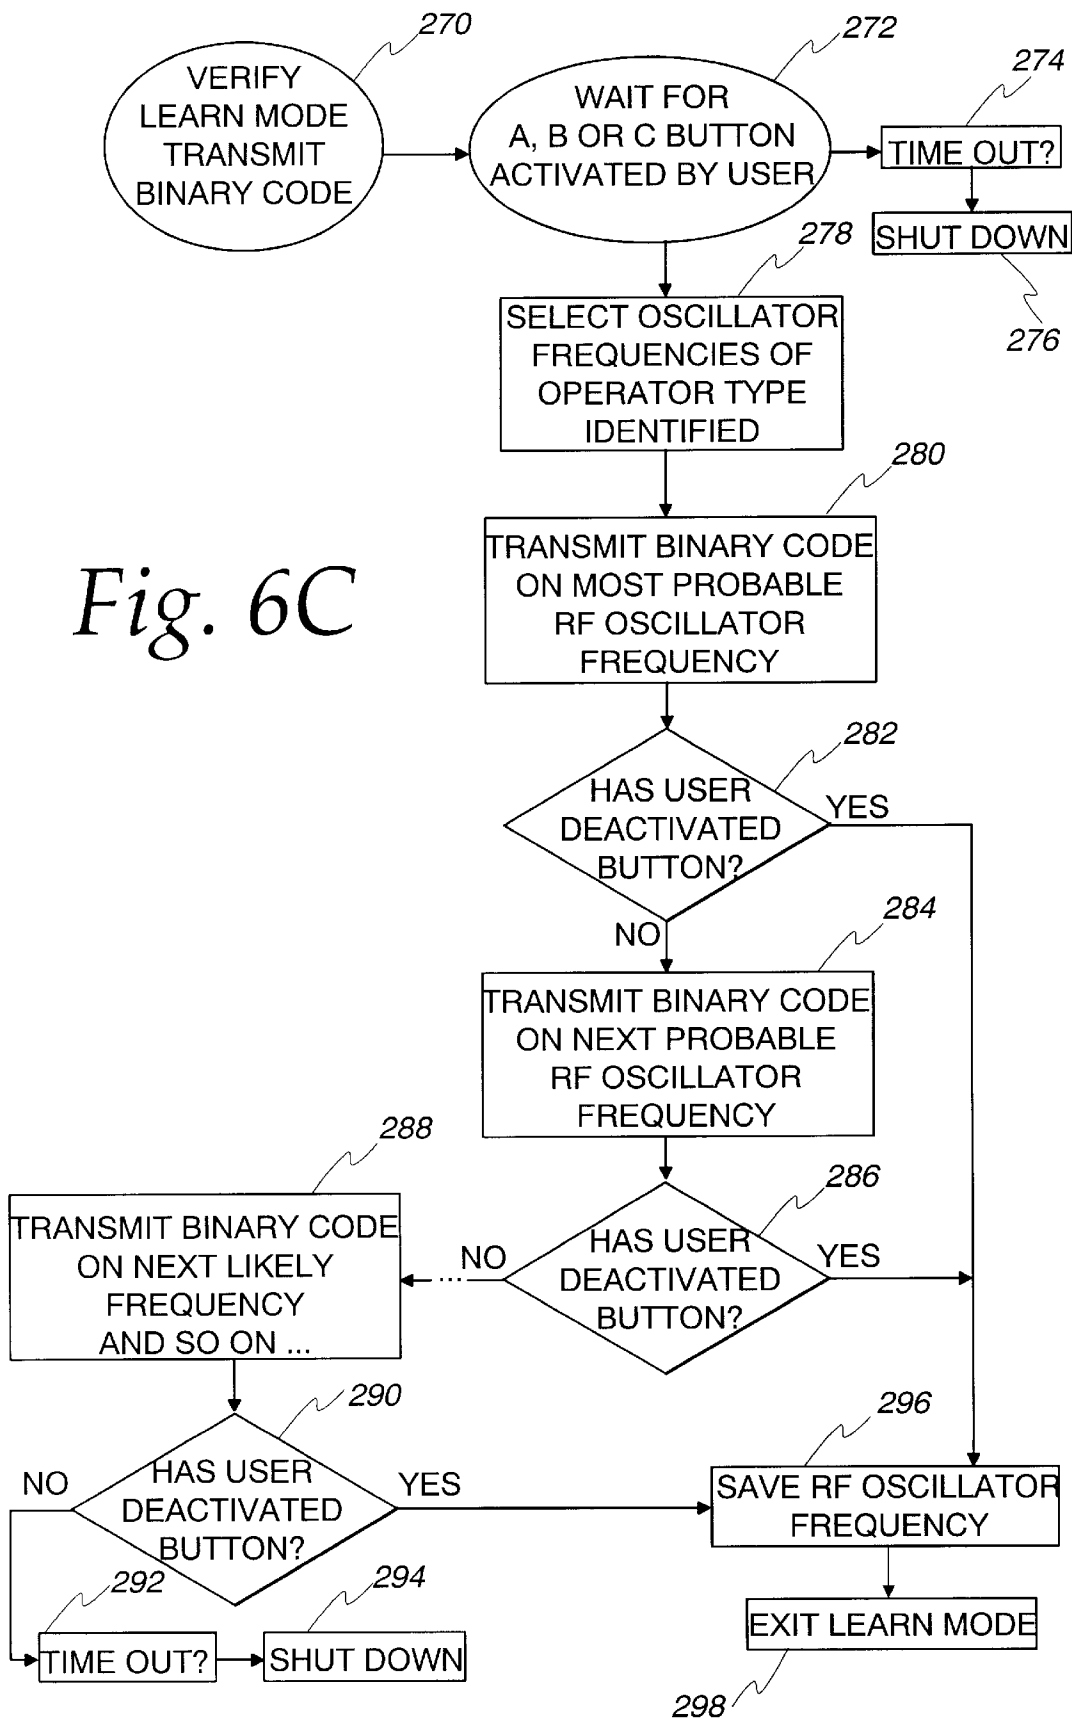 270
VERIFY
LEARN MODE
TRANSMIT
BINARY CODE
272
WAIT FOR
A, B OR C BUTTON
ACTIVATED BY USER
274
TIME OUT?
SHUT DOWN
276
278
SELECT OSCILLATOR
FREQUENCIES OF
OPERATOR TYPE
IDENTIFIED
280
TRANSMIT BINARY CODE
ON MOST PROBABLE
RF OSCILLATOR
FREQUENCY
Fig. 6C
282
HAS USER
DEACTIVATED
BUTTON?
YES
NO
284
TRANSMIT BINARY CODE
ON NEXT PROBABLE
RF OSCILLATOR
FREQUENCY
286
HAS USER
DEACTIVATED
BUTTON?
YES
NO
...
288
TRANSMIT BINARY CODE
ON NEXT LIKELY
FREQUENCY
AND SO ON ...
290
HAS USER
DEACTIVATED
BUTTON?
NO
YES
292
TIME OUT?
294
SHUT DOWN
296
SAVE RF OSCILLATOR
FREQUENCY
EXIT LEARN MODE
298